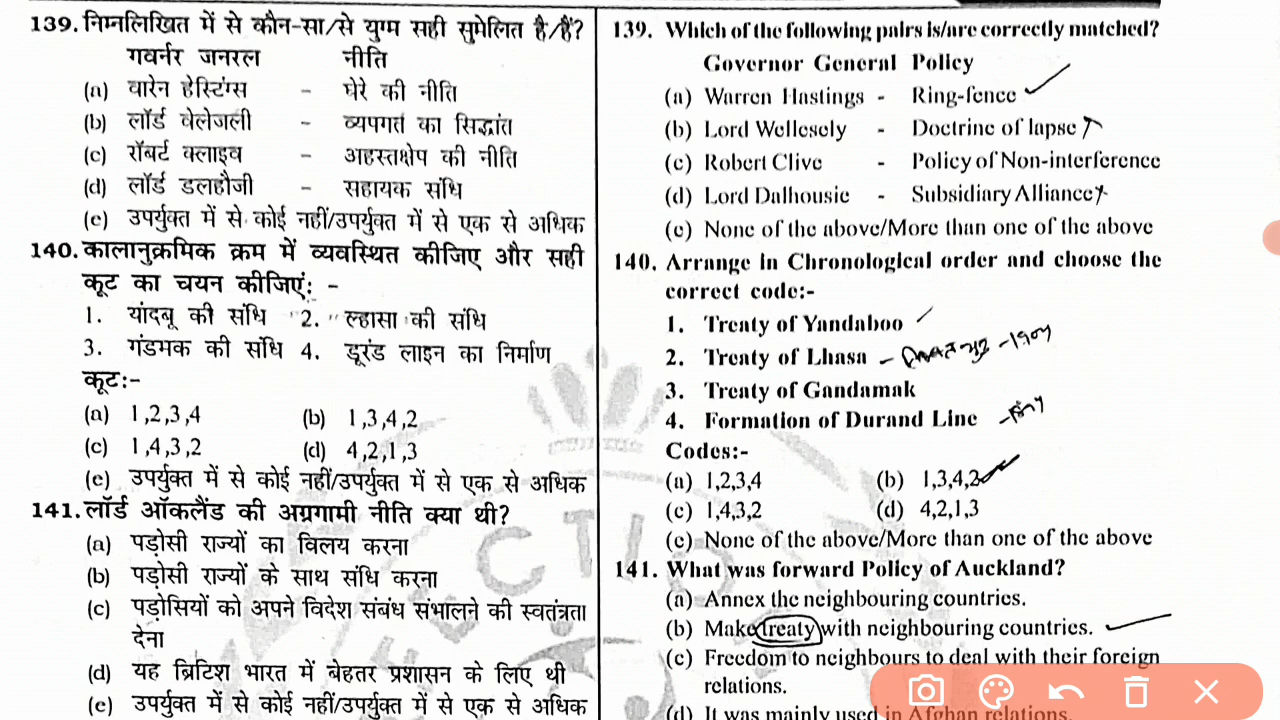 139. निम्नलिखित में से कौन-सा/से युग्म सही सुमेलित है/हैं?
गवर्नर जनरल नीति
(a) वारेन हेस्टिंग्स - घेरे की नीति
(b) लॉर्ड वेलेजली - व्यपगत का सिद्धांत
(c) रॉबर्ट क्लाइव - अहस्तक्षेप की नीति
(d) लॉर्ड डलहौजी - सहायक संधि
(e) उपर्युक्त में से कोई नहीं/उपर्युक्त में से एक से अधिक
140. कालानुक्रमिक क्रम में व्यवस्थित कीजिए और सही
कूट का चयन कीजिएः -
1. यांदबू की संधि 2. ल्हासा की संधि
3. गंडमक की संधि 4. डूरंड लाइन का निर्माण
कूटः-
(a) 1,2,3,4 (b) 1,3,4,2
(c) 1,4,3,2 (d) 4,2,1,3
(e) उपर्युक्त में से कोई नहीं/उपर्युक्त में से एक से अधिक
141. लॉर्ड ऑकलैंड की अग्रगामी नीति क्या थी?
(a) पड़ोसी राज्यों का विलय करना
(b) पड़ोसी राज्यों के साथ संधि करना
(c) पड़ोसियों को अपने विदेश संबंध संभालने की स्वतंत्रता
देना
(d) यह ब्रिटिश भारत में बेहतर प्रशासन के लिए थी
(e) उपर्युक्त में से कोई नहीं/उपर्युक्त में से एक से अधिक
139. Which of the following pairs is/are correctly matched?
Governor General Policy
(a) Warren Hastings - Ring-fence
(b) Lord Wellesely - Doctrine of lapse
(c) Robert Clive - Policy of Non-interference
(d) Lord Dalhousie - Subsidiary Alliance
(e) None of the above/More than one of the above
140. Arrange in Chronological order and choose the
correct code:-
1. Treaty of Yandaboo
2. Treaty of Lhasa - 1904
3. Treaty of Gandamak
4. Formation of Durand Line
Codes:-
(a) 1,2,3,4 (b) 1,3,4,2
(c) 1,4,3,2 (d) 4,2,1,3
(e) None of the above/More than one of the above
141. What was forward Policy of Auckland?
(a) Annex the neighbouring countries.
(b) Make treaty with neighbouring countries.
(c) Freedom to neighbours to deal with their foreign
relations.
(d) It was mainly used in Afghan relations.